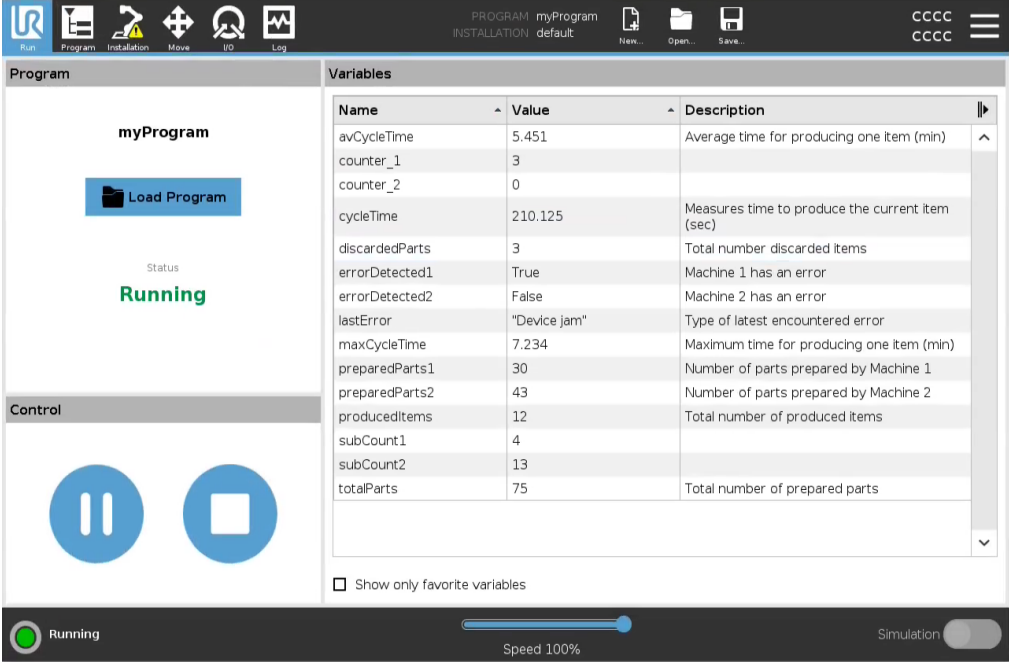 UR
Run
Program
Installation
Move
I/O
Log
PROGRAM myProgram
INSTALLATION default
New...
Open...
Save...
CCCC
CCCC
Program
myProgram
Load Program
Status
Running
Control
Variables
Name Value Description
avCycleTime 5.451 Average time for producing one item (min)
counter_1 3
counter_2 0
cycleTime 210.125 Measures time to produce the current item
(sec)
discardedParts 3 Total number discarded items
errorDetected1 True Machine 1 has an error
errorDetected2 False Machine 2 has an error
lastError "Device jam" Type of latest encountered error
maxCycleTime 7.234 Maximum time for producing one item (min)
preparedParts1 30 Number of parts prepared by Machine 1
preparedParts2 43 Number of parts prepared by Machine 2
producedItems 12 Total number of produced items
subCount1 4
subCount2 13
totalParts 75 Total number of prepared parts
Show only favorite variables
Running
Speed 100%
Simulation